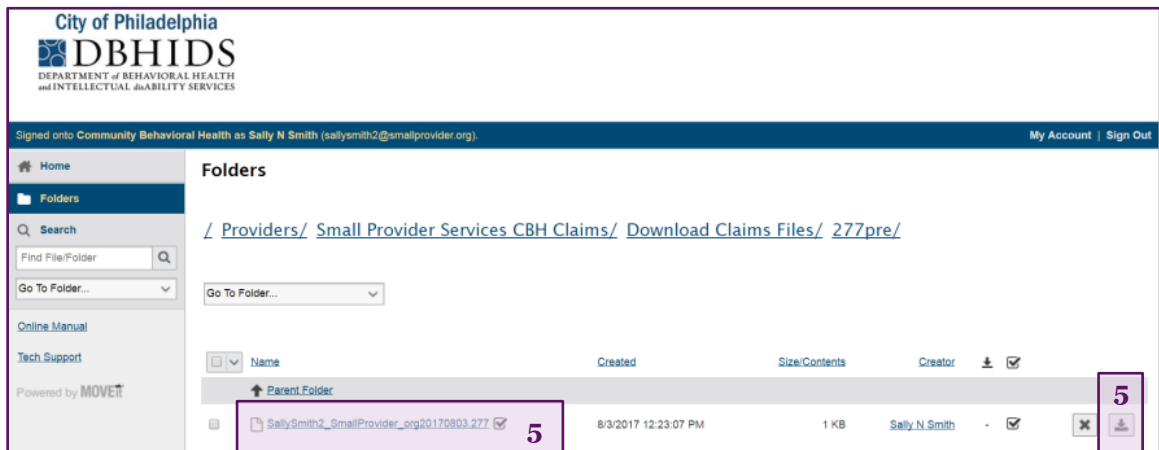 City of Philadelphia
DBHIDS
DEPARTMENT of BEHAVIORAL HEALTH
and INTELLECTUAL disABILITY SERVICES
Signed onto Community Behavioral Health as Sally N Smith (sallysmith2@smallprovider.org). My Account | Sign Out
Home
Folders
Folders
Search
/ Providers/ Small Provider Services CBH Claims/ Download Claims Files/ 277pre/
Find File/Folder
Go To Folder...
Go To Folder...
Online Manual
Tech Support
Name Created Size/Contents Creator
Powered by MOVEit
Parent Folder
5
SallySmith2_SmallProvider_org20170803.277 5 8/3/2017 12:23:07 PM 1 KB Sally N Smith -